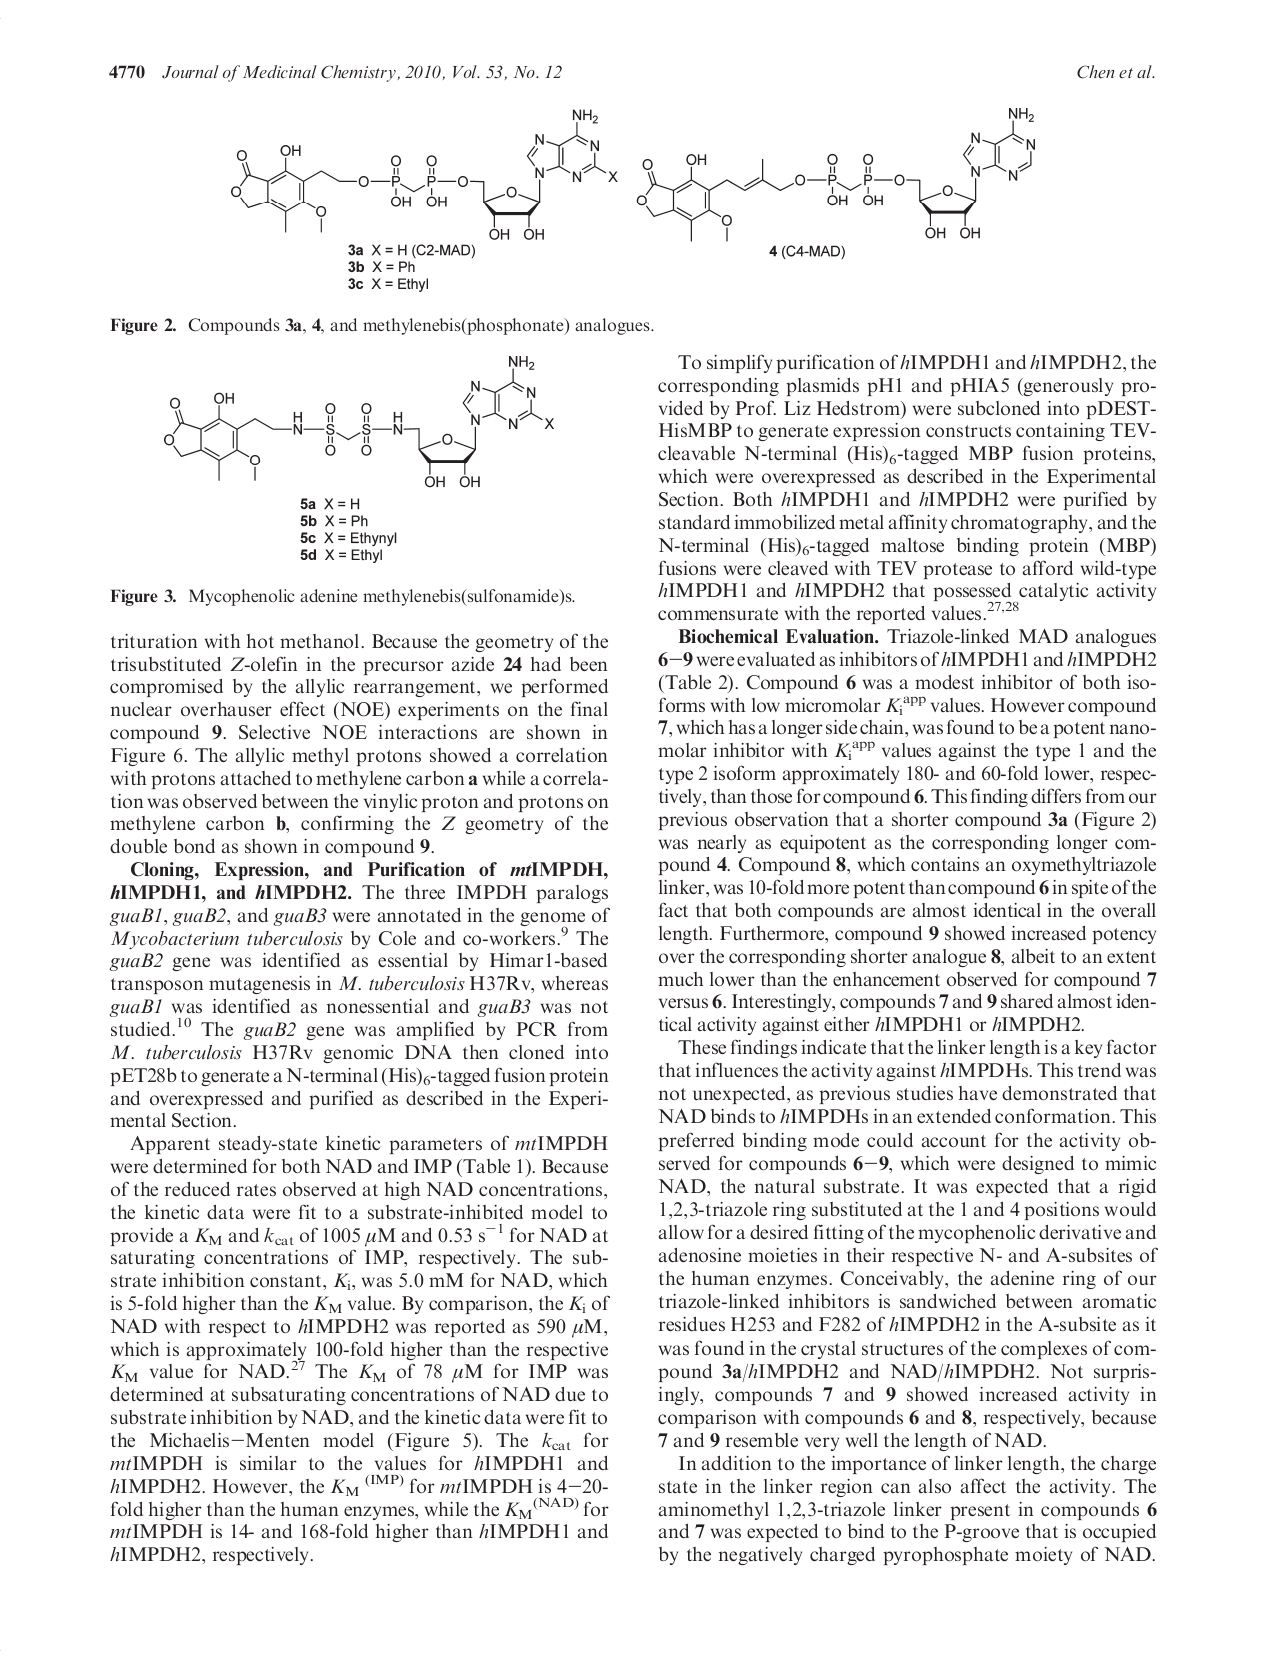 4770 Journal of Medicinal Chemistry, 2010, Vol. 53, No. 12 Chen et al.
NH₂
O OH
O
O
O P P O
O O
OH OH
N N
N N X
O
OH OH
3a X = H (C2-MAD)
3b X = Ph
3c X = Ethyl
NH₂
O OH
O
O
O P P O
O O
OH OH
N N
N N
O
OH OH
4 (C4-MAD)
Figure 2. Compounds 3a, 4, and methylenebis(phosphonate) analogues.
NH₂
O OH
O
O
H N S S H N
O O
O O
N N
N N X
O
OH OH
5a X = H
5b X = Ph
5c X = Ethynyl
5d X = Ethyl
Figure 3. Mycophenolic adenine methylenebis(sulfonamide)s.
trituration with hot methanol. Because the geometry of the
trisubstituted Z-olefin in the precursor azide 24 had been
compromised by the allylic rearrangement, we performed
nuclear overhauser effect (NOE) experiments on the final
compound 9. Selective NOE interactions are shown in
Figure 6. The allylic methyl protons showed a correlation
with protons attached to methylene carbon a while a correla-
tion was observed between the vinylic proton and protons on
methylene carbon b, confirming the Z geometry of the
double bond as shown in compound 9.
Cloning, Expression, and Purification of mtIMPDH,
hIMPDH1, and hIMPDH2. The three IMPDH paralogs
guaB1, guaB2, and guaB3 were annotated in the genome of
Mycobacterium tuberculosis by Cole and co-workers.⁹ The
guaB2 gene was identified as essential by Himar1-based
transposon mutagenesis in M. tuberculosis H37Rv, whereas
guaB1 was identified as nonessential and guaB3 was not
studied.¹⁰ The guaB2 gene was amplified by PCR from
M. tuberculosis H37Rv genomic DNA then cloned into
pET28b to generate a N-terminal (His)₆-tagged fusion protein
and overexpressed and purified as described in the Experi-
mental Section.
Apparent steady-state kinetic parameters of mtIMPDH
were determined for both NAD and IMP (Table 1). Because
of the reduced rates observed at high NAD concentrations,
the kinetic data were fit to a substrate-inhibited model to
provide a K_M and k_cat of 1005 μM and 0.53 s⁻¹ for NAD at
saturating concentrations of IMP, respectively. The sub-
strate inhibition constant, K_i, was 5.0 mM for NAD, which
is 5-fold higher than the K_M value. By comparison, the K_i of
NAD with respect to hIMPDH2 was reported as 590 μM,
which is approximately 100-fold higher than the respective
K_M value for NAD.²⁷ The K_M of 78 μM for IMP was
determined at subsaturating concentrations of NAD due to
substrate inhibition by NAD, and the kinetic data were fit to
the Michaelis−Menten model (Figure 5). The k_cat for
mtIMPDH is similar to the values for hIMPDH1 and
hIMPDH2. However, the K_M^(IMP) for mtIMPDH is 4−20-
fold higher than the human enzymes, while the K_M^(NAD) for
mtIMPDH is 14- and 168-fold higher than hIMPDH1 and
hIMPDH2, respectively.
To simplify purification of hIMPDH1 and hIMPDH2, the
corresponding plasmids pH1 and pHIA5 (generously pro-
vided by Prof. Liz Hedstrom) were subcloned into pDEST-
HisMBP to generate expression constructs containing TEV-
cleavable N-terminal (His)₆-tagged MBP fusion proteins,
which were overexpressed as described in the Experimental
Section. Both hIMPDH1 and hIMPDH2 were purified by
standard immobilized metal affinity chromatography, and the
N-terminal (His)₆-tagged maltose binding protein (MBP)
fusions were cleaved with TEV protease to afford wild-type
hIMPDH1 and hIMPDH2 that possessed catalytic activity
commensurate with the reported values.²⁷,²⁸
Biochemical Evaluation. Triazole-linked MAD analogues
6−9 were evaluated as inhibitors of hIMPDH1 and hIMPDH2
(Table 2). Compound 6 was a modest inhibitor of both iso-
forms with low micromolar K_i^app values. However compound
7, which has a longer side chain, was found to be a potent nano-
molar inhibitor with K_i^app values against the type 1 and the
type 2 isoform approximately 180- and 60-fold lower, respec-
tively, than those for compound 6. This finding differs from our
previous observation that a shorter compound 3a (Figure 2)
was nearly as equipotent as the corresponding longer com-
pound 4. Compound 8, which contains an oxymethyltriazole
linker, was 10-fold more potent than compound 6 in spite of the
fact that both compounds are almost identical in the overall
length. Furthermore, compound 9 showed increased potency
over the corresponding shorter analogue 8, albeit to an extent
much lower than the enhancement observed for compound 7
versus 6. Interestingly, compounds 7 and 9 shared almost iden-
tical activity against either hIMPDH1 or hIMPDH2.
These findings indicate that the linker length is a key factor
that influences the activity against hIMPDHs. This trend was
not unexpected, as previous studies have demonstrated that
NAD binds to hIMPDHs in an extended conformation. This
preferred binding mode could account for the activity ob-
served for compounds 6−9, which were designed to mimic
NAD, the natural substrate. It was expected that a rigid
1,2,3-triazole ring substituted at the 1 and 4 positions would
allow for a desired fitting of the mycophenolic derivative and
adenosine moieties in their respective N- and A-subsites of
the human enzymes. Conceivably, the adenine ring of our
triazole-linked inhibitors is sandwiched between aromatic
residues H253 and F282 of hIMPDH2 in the A-subsite as it
was found in the crystal structures of the complexes of com-
pound 3a/hIMPDH2 and NAD/hIMPDH2. Not surpris-
ingly, compounds 7 and 9 showed increased activity in
comparison with compounds 6 and 8, respectively, because
7 and 9 resemble very well the length of NAD.
In addition to the importance of linker length, the charge
state in the linker region can also affect the activity. The
aminomethyl 1,2,3-triazole linker present in compounds 6
and 7 was expected to bind to the P-groove that is occupied
by the negatively charged pyrophosphate moiety of NAD.